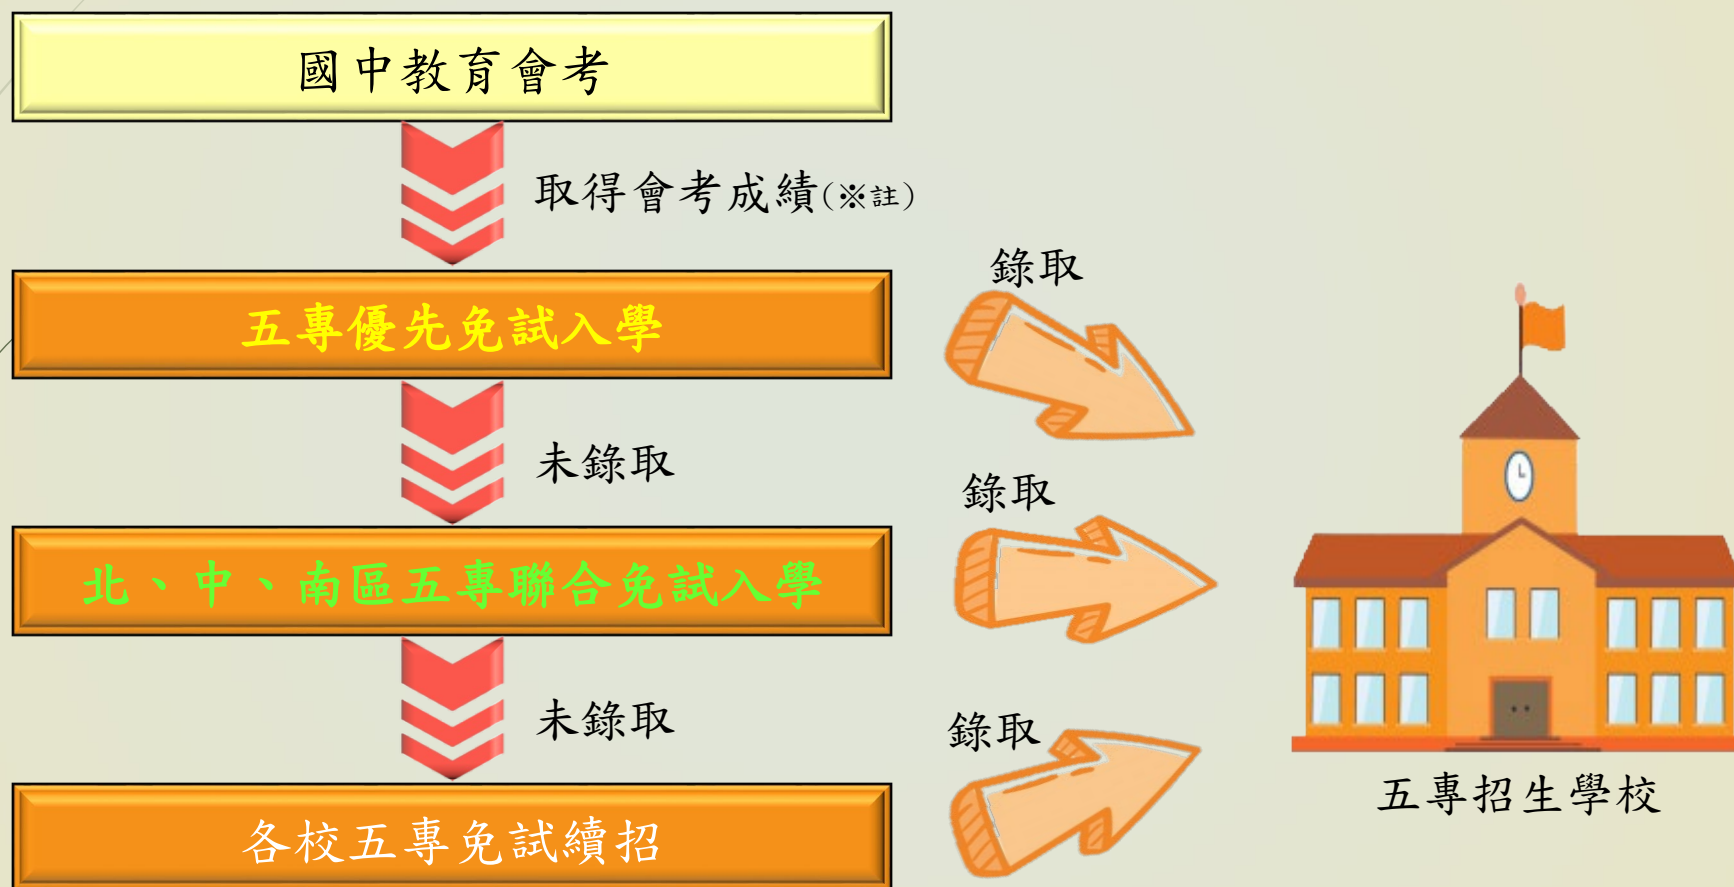 國中教育會考
取得會考成績(※註)
錄取
五專優先免試入學
未錄取
錄取
北、中、南區五專聯合免試入學
未錄取
錄取
五專招生學校
各校五專免試續招